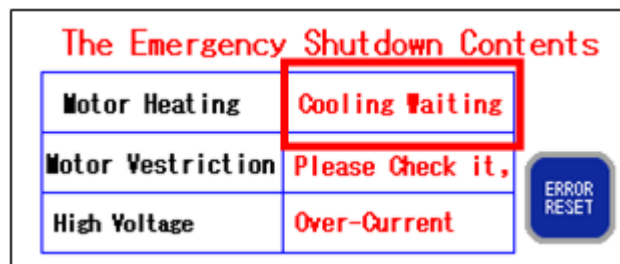 The Emergency Shutdown Contents
Motor Heating Cooling Waiting
Motor Vestriction Please Check it,
High Voltage Over-Current
ERROR
RESET